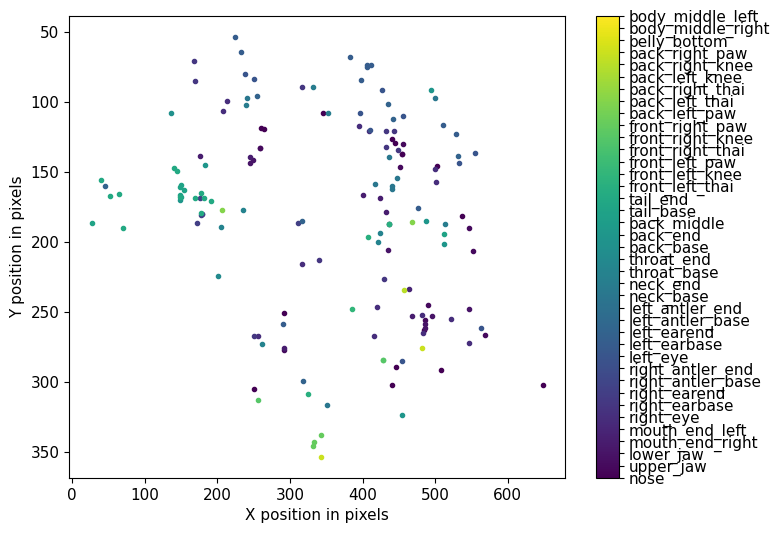 50
100
150
200
250
300
350
Y position in pixels
0
100
200
300
400
500
600
X position in pixels
body_middle_left
body_middle_right
belly_bottom
back_right_paw
back_right_knee
back_left_knee
back_right_thai
back_left_thai
back_left_paw
front_right_paw
front_right_knee
front_right_thai
front_left_paw
front_left_knee
front_left_thai
tail_end
tail_base
back_middle
back_end
back_base
throat_end
throat_base
neck_end
neck_base
left_antler_end
left_antler_base
left_earend
left_earbase
left_eye
right_antler_end
right_antler_base
right_earend
right_earbase
right_eye
mouth_end_left
mouth_end_right
lower_jaw
upper_jaw
nose